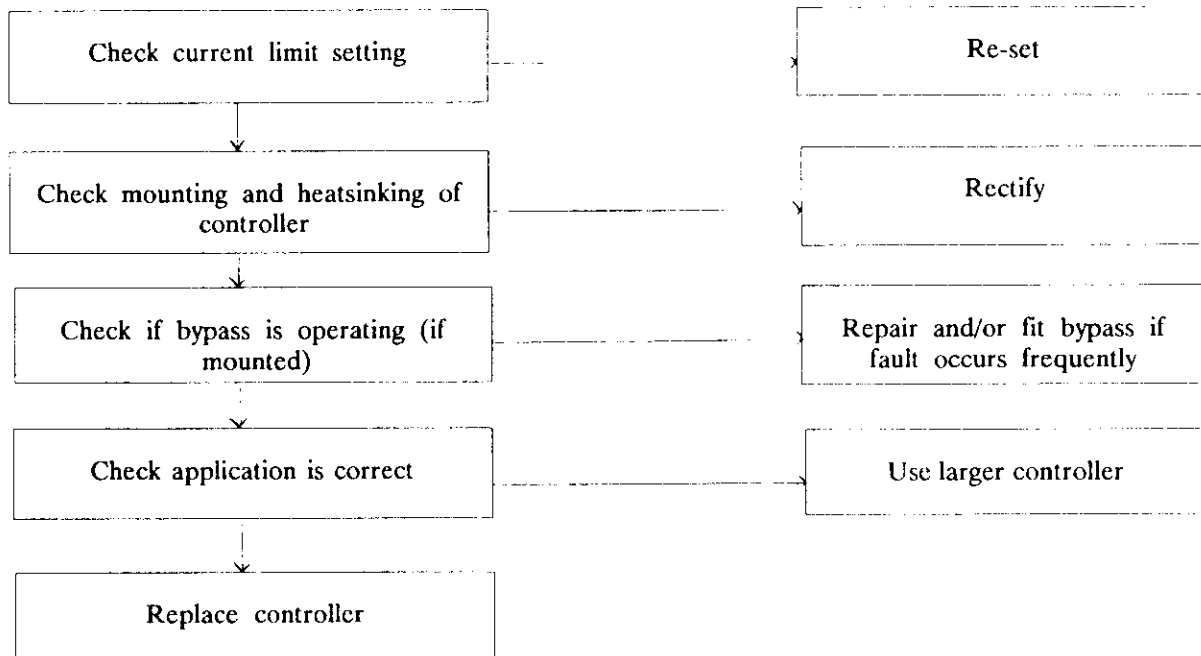 Check current limit setting
Re-set
Check mounting and heatsinking of
controller
Rectify
Check if bypass is operating (if
mounted)
Repair and/or fit bypass if
fault occurs frequently
Check application is correct
Use larger controller
Replace controller